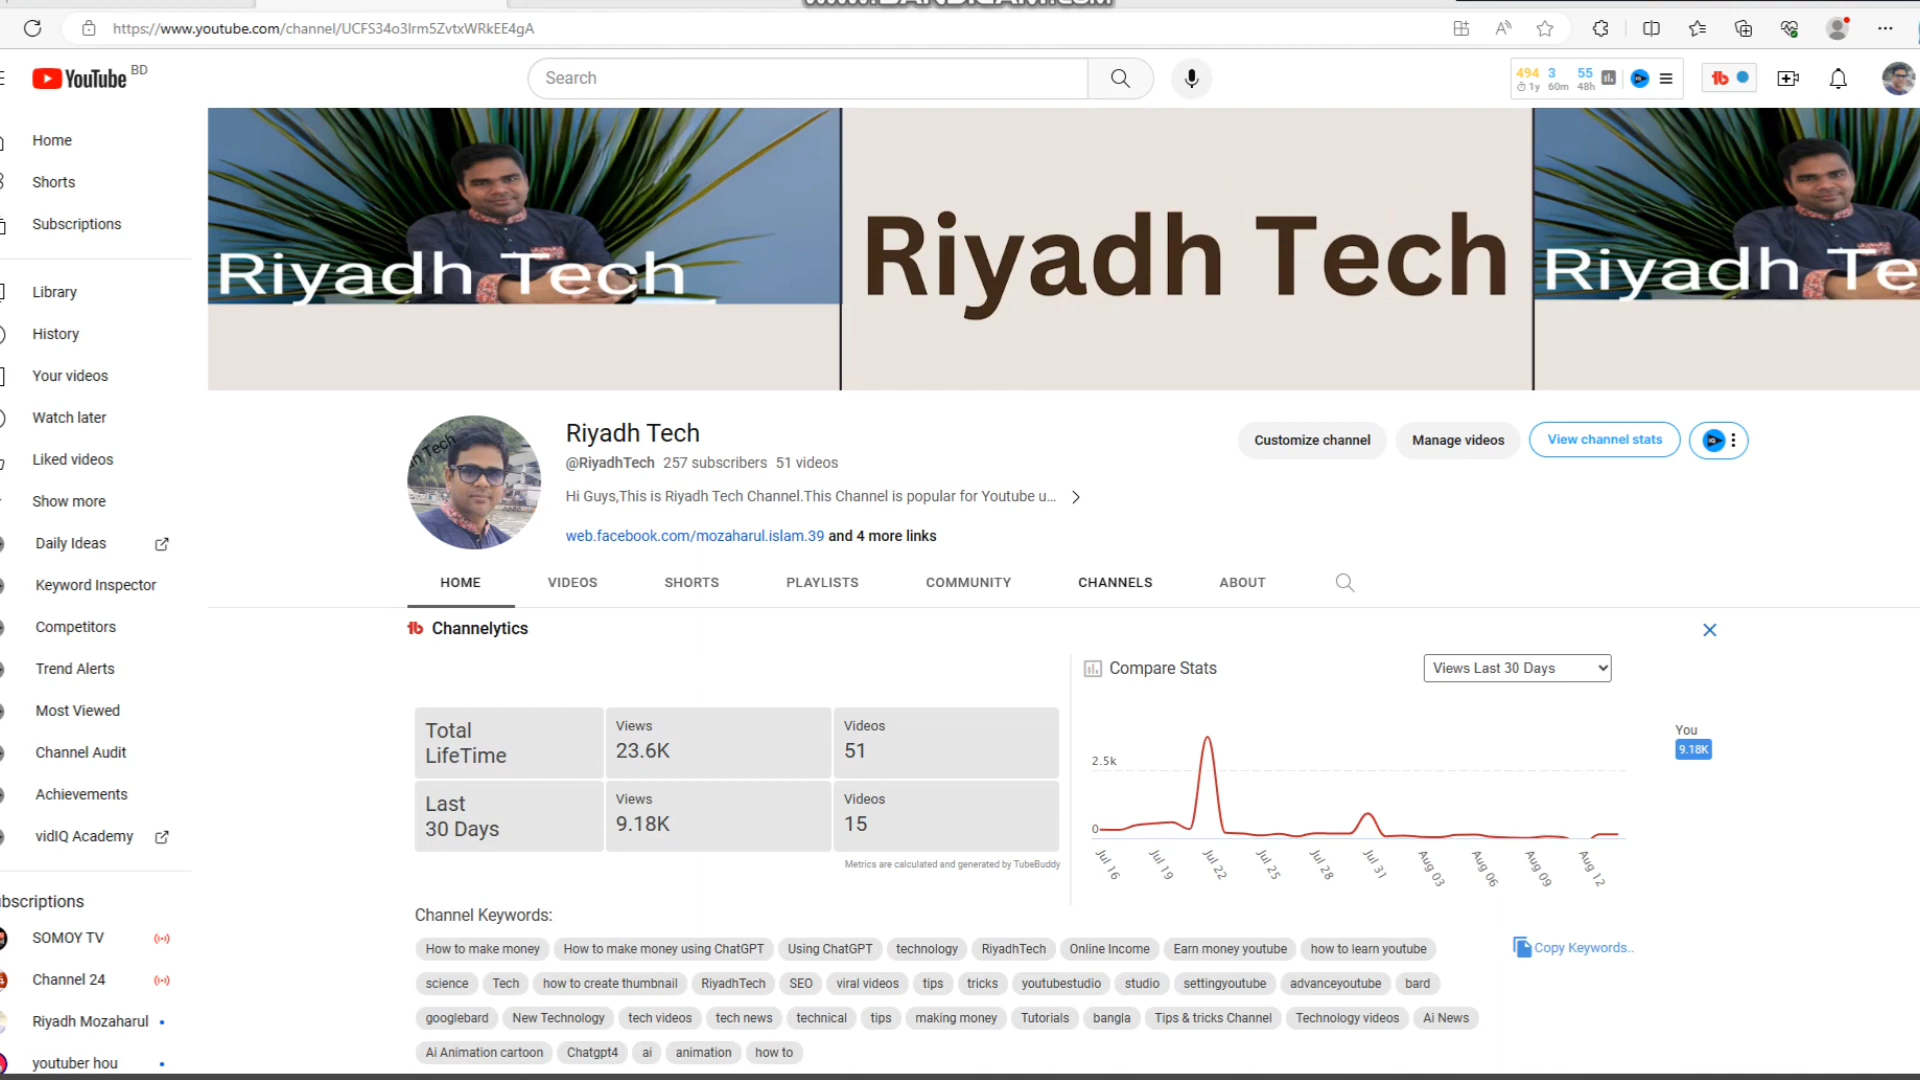 www.BANDICAM.com
https://www.youtube.com/channel/UCFS34o3Irm5ZvtxWRkEE4gA
YouTube BD
Search
494 3 55
1y 60m 48h
Home
Shorts
Subscriptions
Library
History
Your videos
Watch later
Liked videos
Show more
Daily Ideas
Keyword Inspector
Competitors
Trend Alerts
Most Viewed
Channel Audit
Achievements
vidIQ Academy
bscriptions
SOMOY TV
Channel 24
Riyadh Mozaharul
youtuber hou
Riyadh Tech
Riyadh Tech
Riyadh Te
Riyadh Tech
@RiyadhTech 257 subscribers 51 videos
Hi Guys,This is Riyadh Tech Channel.This Channel is popular for Youtube u...
web.facebook.com/mozaharul.islam.39 and 4 more links
Customize channel
Manage videos
View channel stats
HOME VIDEOS SHORTS PLAYLISTS COMMUNITY CHANNELS ABOUT
Channelytics
Total LifeTime
Views
23.6K
Videos
51
Last 30 Days
Views
9.18K
Videos
15
Metrics are calculated and generated by TubeBuddy
Compare Stats
Views Last 30 Days
2.5k
0
Jul 16 Jul 19 Jul 22 Jul 25 Jul 28 Jul 31 Aug 03 Aug 06 Aug 09 Aug 12
You
9.18K
Channel Keywords:
How to make money How to make money using ChatGPT Using ChatGPT technology RiyadhTech Online Income Earn money youtube how to learn youtube
science Tech how to create thumbnail RiyadhTech SEO viral videos tips tricks youtubestudio studio settingyoutube advanceyoutube bard
googlebard New Technology tech videos tech news technical tips making money Tutorials bangla Tips & tricks Channel Technology videos Ai News
Ai Animation cartoon Chatgpt4 ai animation how to
Copy Keywords..